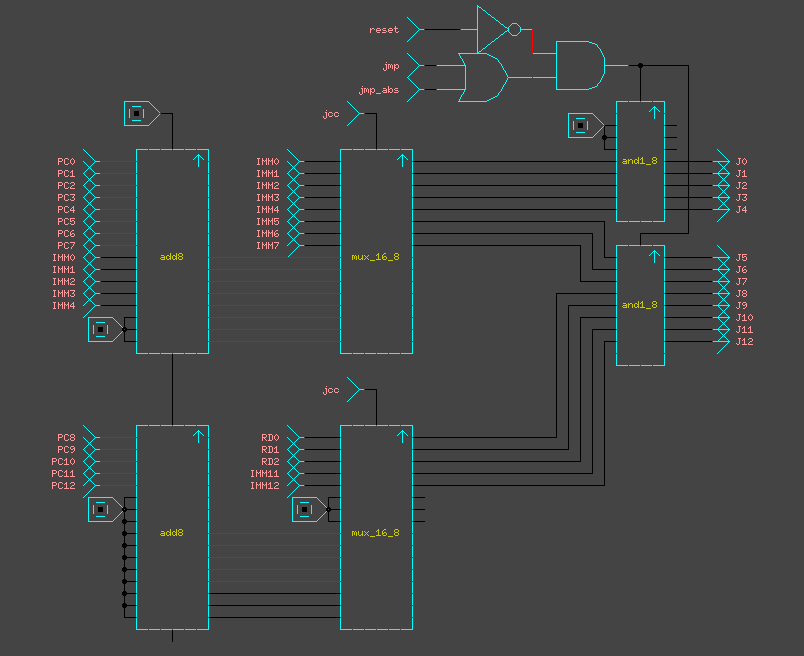 reset
jmp
jmp_abs
jcc
PC0
PC1
PC2
PC3
PC4
PC5
PC6
PC7
IMM0
IMM1
IMM2
IMM3
IMM4
add8
IMM0
IMM1
IMM2
IMM3
IMM4
IMM5
IMM6
IMM7
mux_16_8
and1_8
J0
J1
J2
J3
J4
and1_8
J5
J6
J7
J8
J9
J10
J11
J12
jcc
PC8
PC9
PC10
PC11
PC12
add8
RD0
RD1
RD2
IMM11
IMM12
mux_16_8